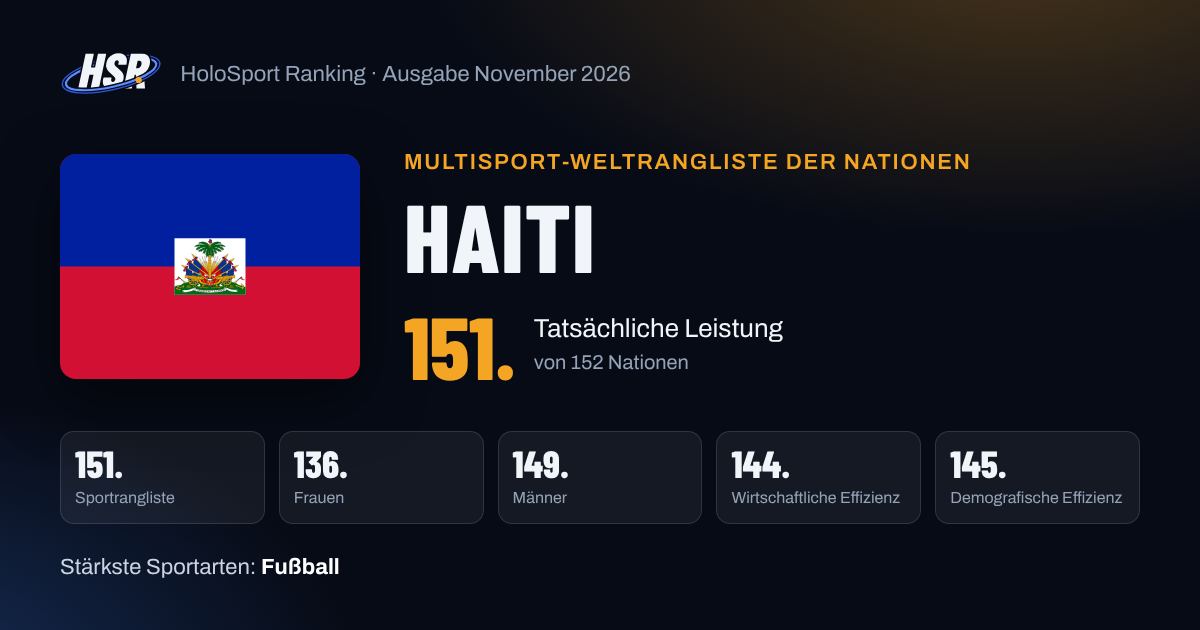 HSR
HoloSport Ranking · Ausgabe November 2026
MULTISPORT-WELTRANGLISTE DER NATIONEN
HAITI
151.
Tatsächliche Leistung
von 152 Nationen
151.
Sportrangliste
136.
Frauen
149.
Männer
144.
Wirtschaftliche Effizienz
145.
Demografische Effizienz
Stärkste Sportarten: Fußball